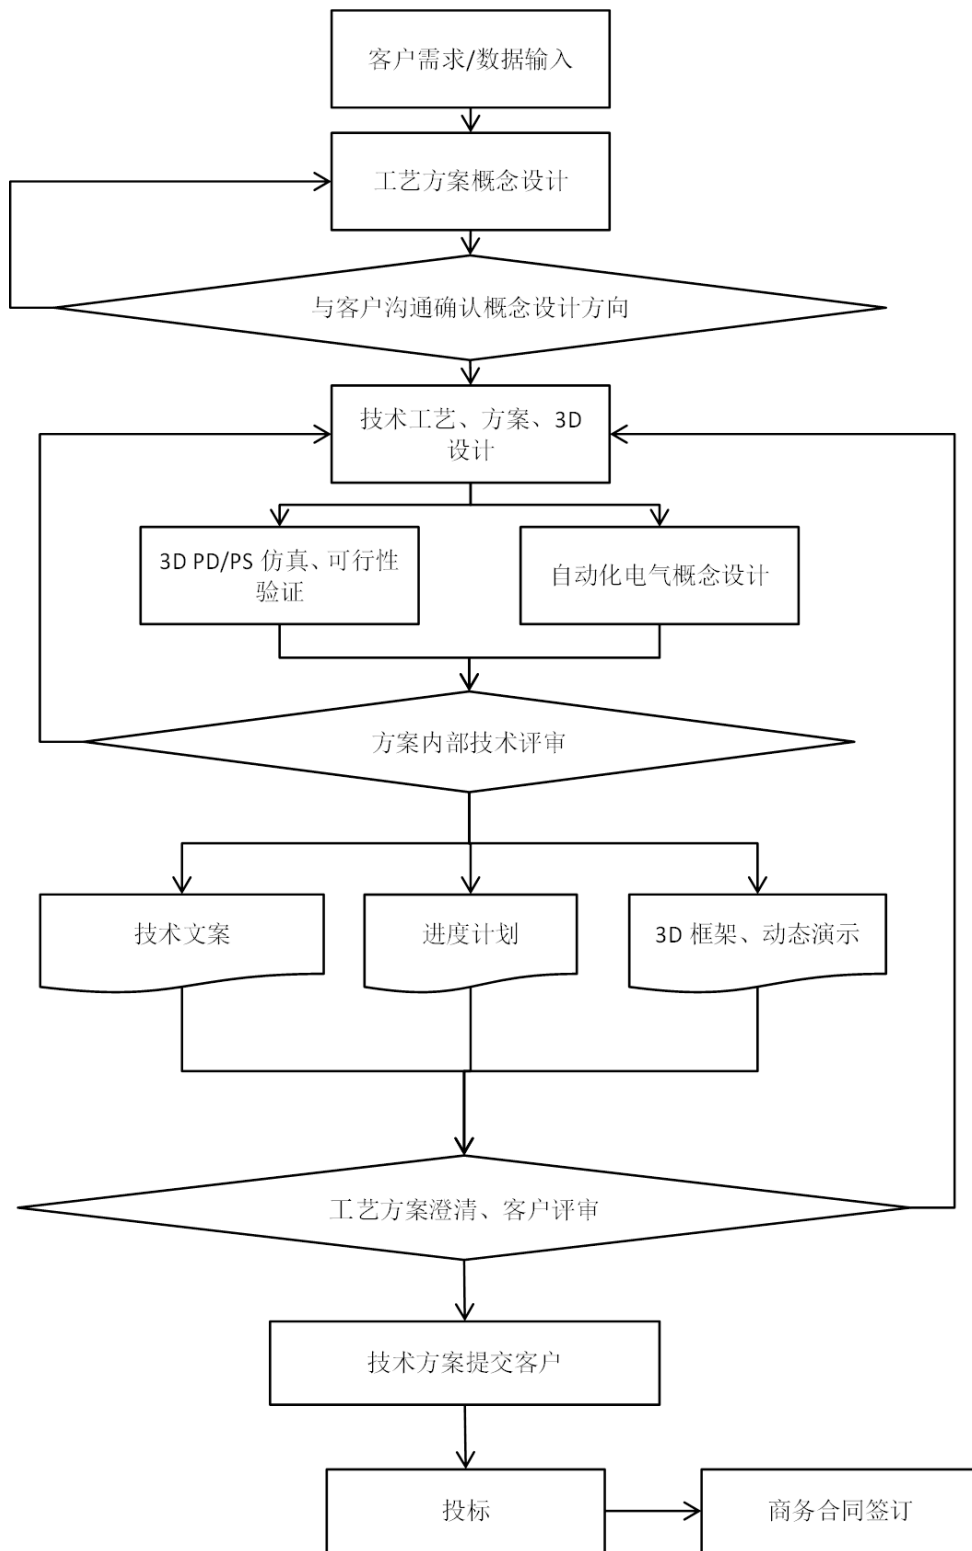 客户需求/数据输入
工艺方案概念设计
与客户沟通确认概念设计方向
技术工艺、方案、3D
设计
3D PD/PS 仿真、可行性
验证
自动化电气概念设计
方案内部技术评审
技术文案
进度计划
3D 框架、动态演示
工艺方案澄清、客户评审
技术方案提交客户
投标
商务合同签订